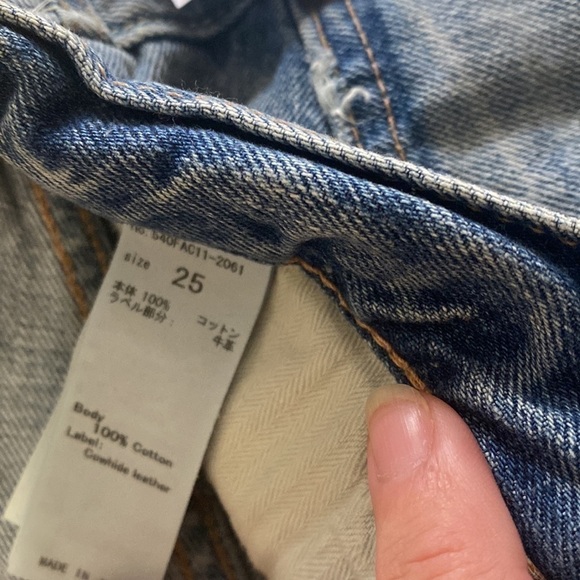 No. S40FAC11-2061
size 25
本体 100% コットン
ラベル部分: 牛革
Body
100% Cotton
Label:
Cowhide leather
MADE IN